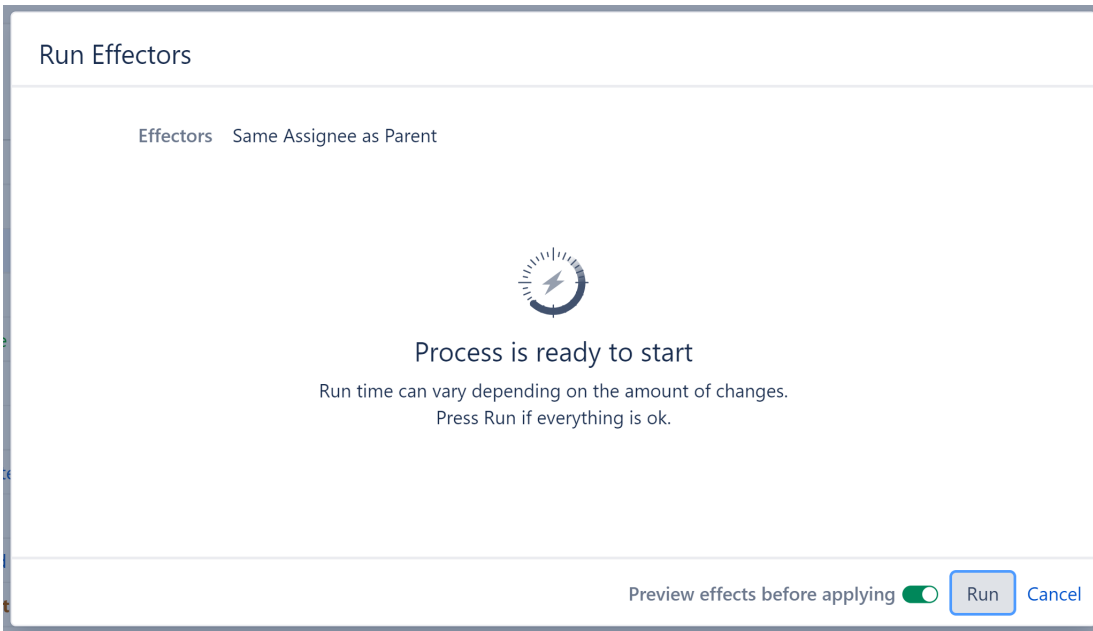 Run Effectors
Effectors Same Assignee as Parent
Process is ready to start
Run time can vary depending on the amount of changes.
Press Run if everything is ok.
Preview effects before applying Run Cancel